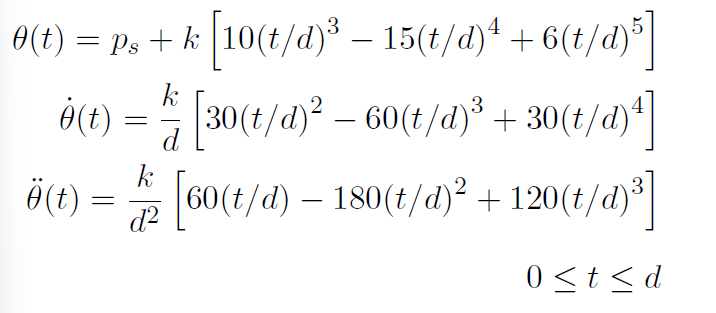 θ(t) = p_s + k [10(t/d)^3 − 15(t/d)^4 + 6(t/d)^5]
θ̇(t) = k/d [30(t/d)^2 − 60(t/d)^3 + 30(t/d)^4]
θ̈(t) = k/d^2 [60(t/d) − 180(t/d)^2 + 120(t/d)^3]
0 ≤ t ≤ d